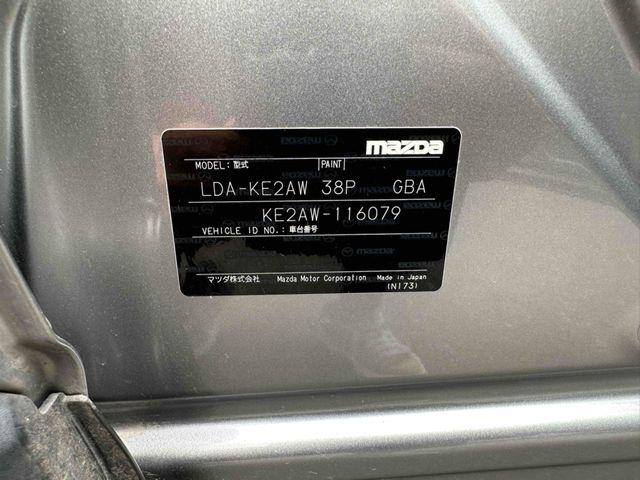 mazda
MODEL: 型式 PAINT
LDA-KE2AW 38P GBA
KE2AW-116079
VEHICLE ID NO.: 車台番号
マツダ株式会社 Mazda Motor Corporation Made in Japan
(N173)